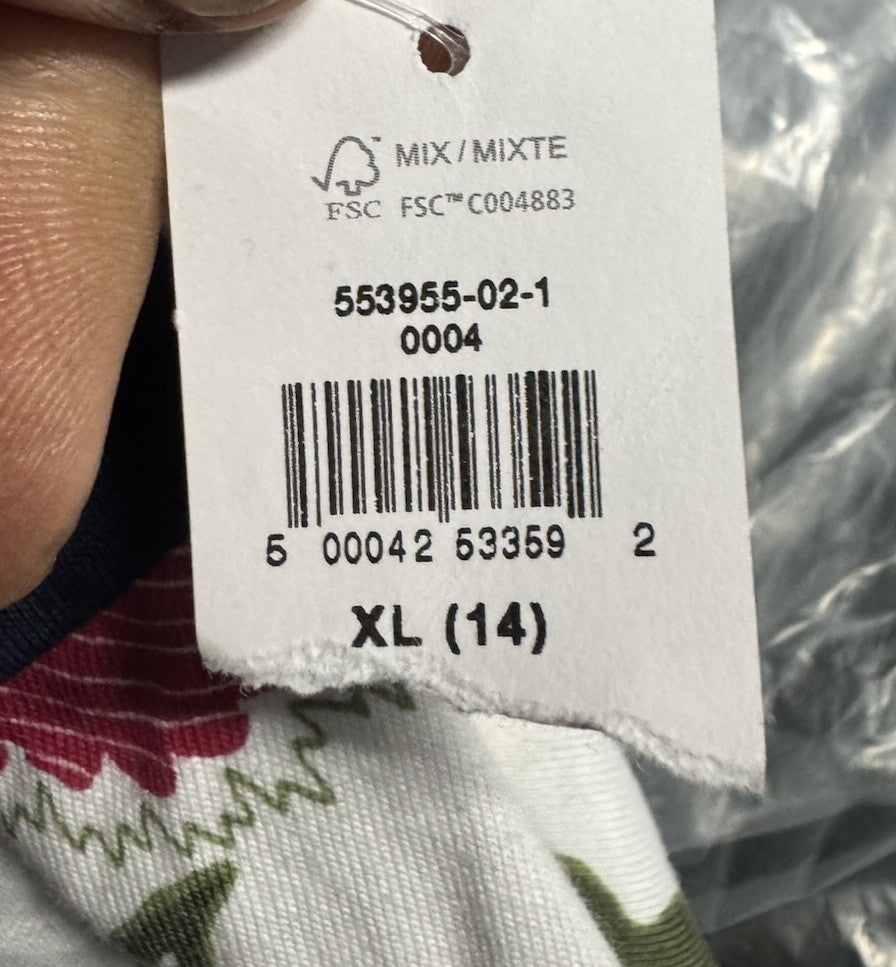 MIX / MIXTE
FSC FSC™ C004883
553955-02-1
0004
5 00042 53359 2
XL (14)